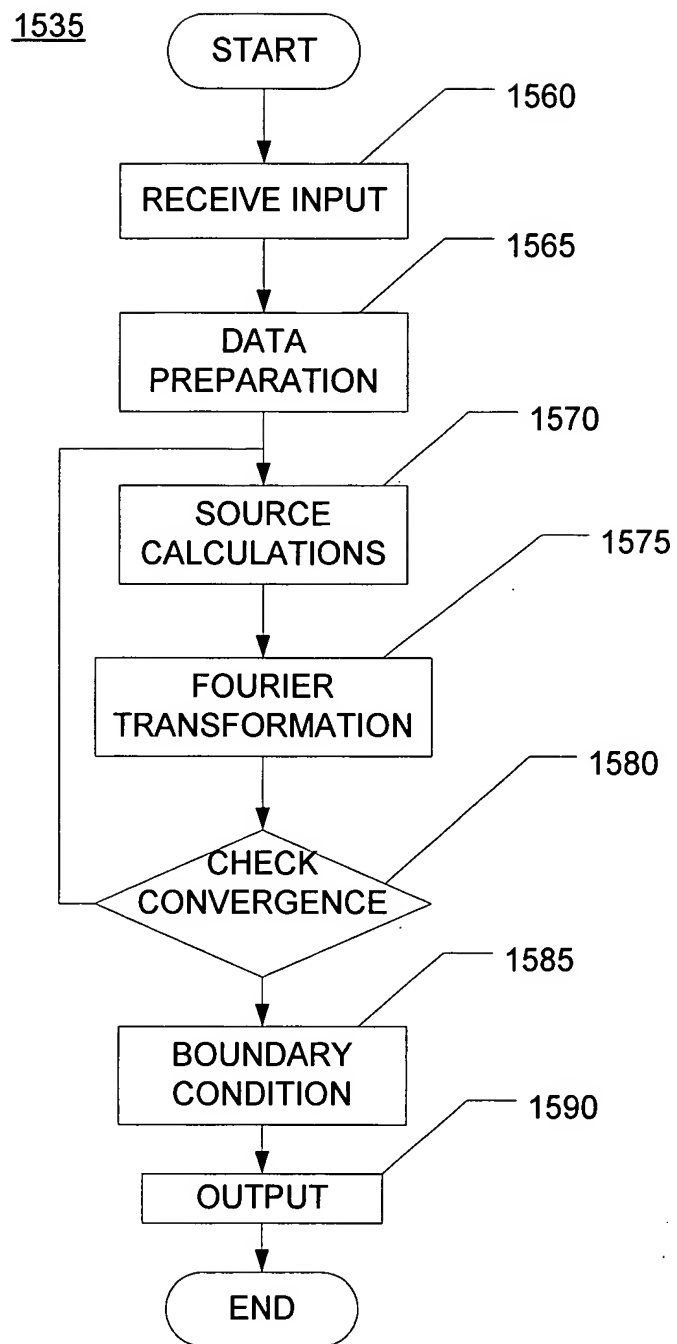 1535
START
1560
RECEIVE INPUT
1565
DATA
PREPARATION
1570
SOURCE
CALCULATIONS
1575
FOURIER
TRANSFORMATION
1580
CHECK
CONVERGENCE
1585
BOUNDARY
CONDITION
1590
OUTPUT
END